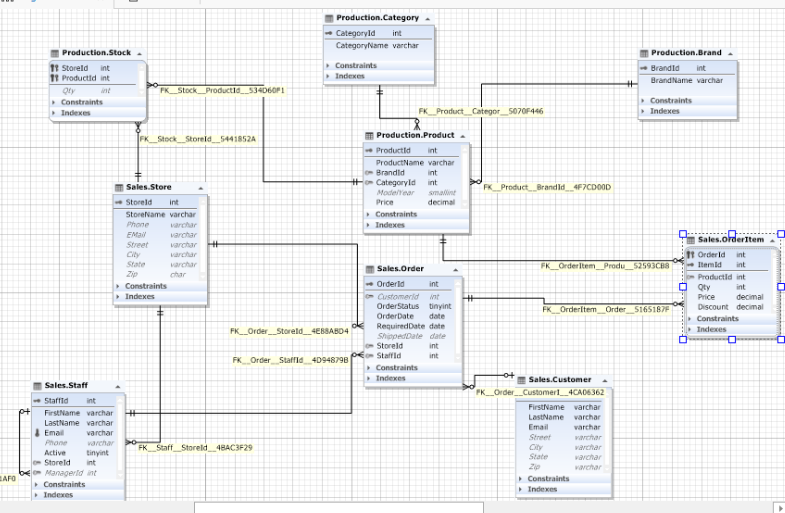 Production.Category
CategoryId int
CategoryName varchar
Constraints
Indexes
Production.Stock
StoreId int
ProductId int
Qty int
Constraints
Indexes
Production.Brand
BrandId int
BrandName varchar
Constraints
Indexes
FK__Stock__ProductId__534D60F1
FK__Product__Categor__5070F446
FK__Stock__StoreId__5441852A
Production.Product
ProductId int
ProductName varchar
BrandId int
CategoryId int
ModelYear smallint
Price decimal
Constraints
Indexes
FK__Product__BrandId__4F7CD00D
Sales.Store
StoreId int
StoreName varchar
Phone varchar
EMail varchar
Street varchar
City varchar
State varchar
Zip char
Constraints
Indexes
Sales.OrderItem
OrderId int
ItemId int
ProductId int
Qty int
Price decimal
Discount decimal
Constraints
Indexes
FK__OrderItem__Produ__52593CB8
Sales.Order
OrderId int
CustomerId int
OrderStatus tinyint
OrderDate date
RequiredDate date
ShippedDate date
StoreId int
StaffId int
Constraints
Indexes
FK__OrderItem__Order__5165187F
FK__Order__StoreId__4E88ABD4
FK__Order__StaffId__4D94879B
Sales.Staff
StaffId int
FirstName varchar
LastName varchar
Email varchar
Phone varchar
Active tinyint
StoreId int
ManagerId int
Constraints
Indexes
1AF0
FK__Staff__StoreId__4BAC3F29
Sales.Customer
FK__Order__CustomerI__4CA06362
FirstName varchar
LastName varchar
Email varchar
Street varchar
City varchar
State varchar
Zip varchar
Constraints
Indexes